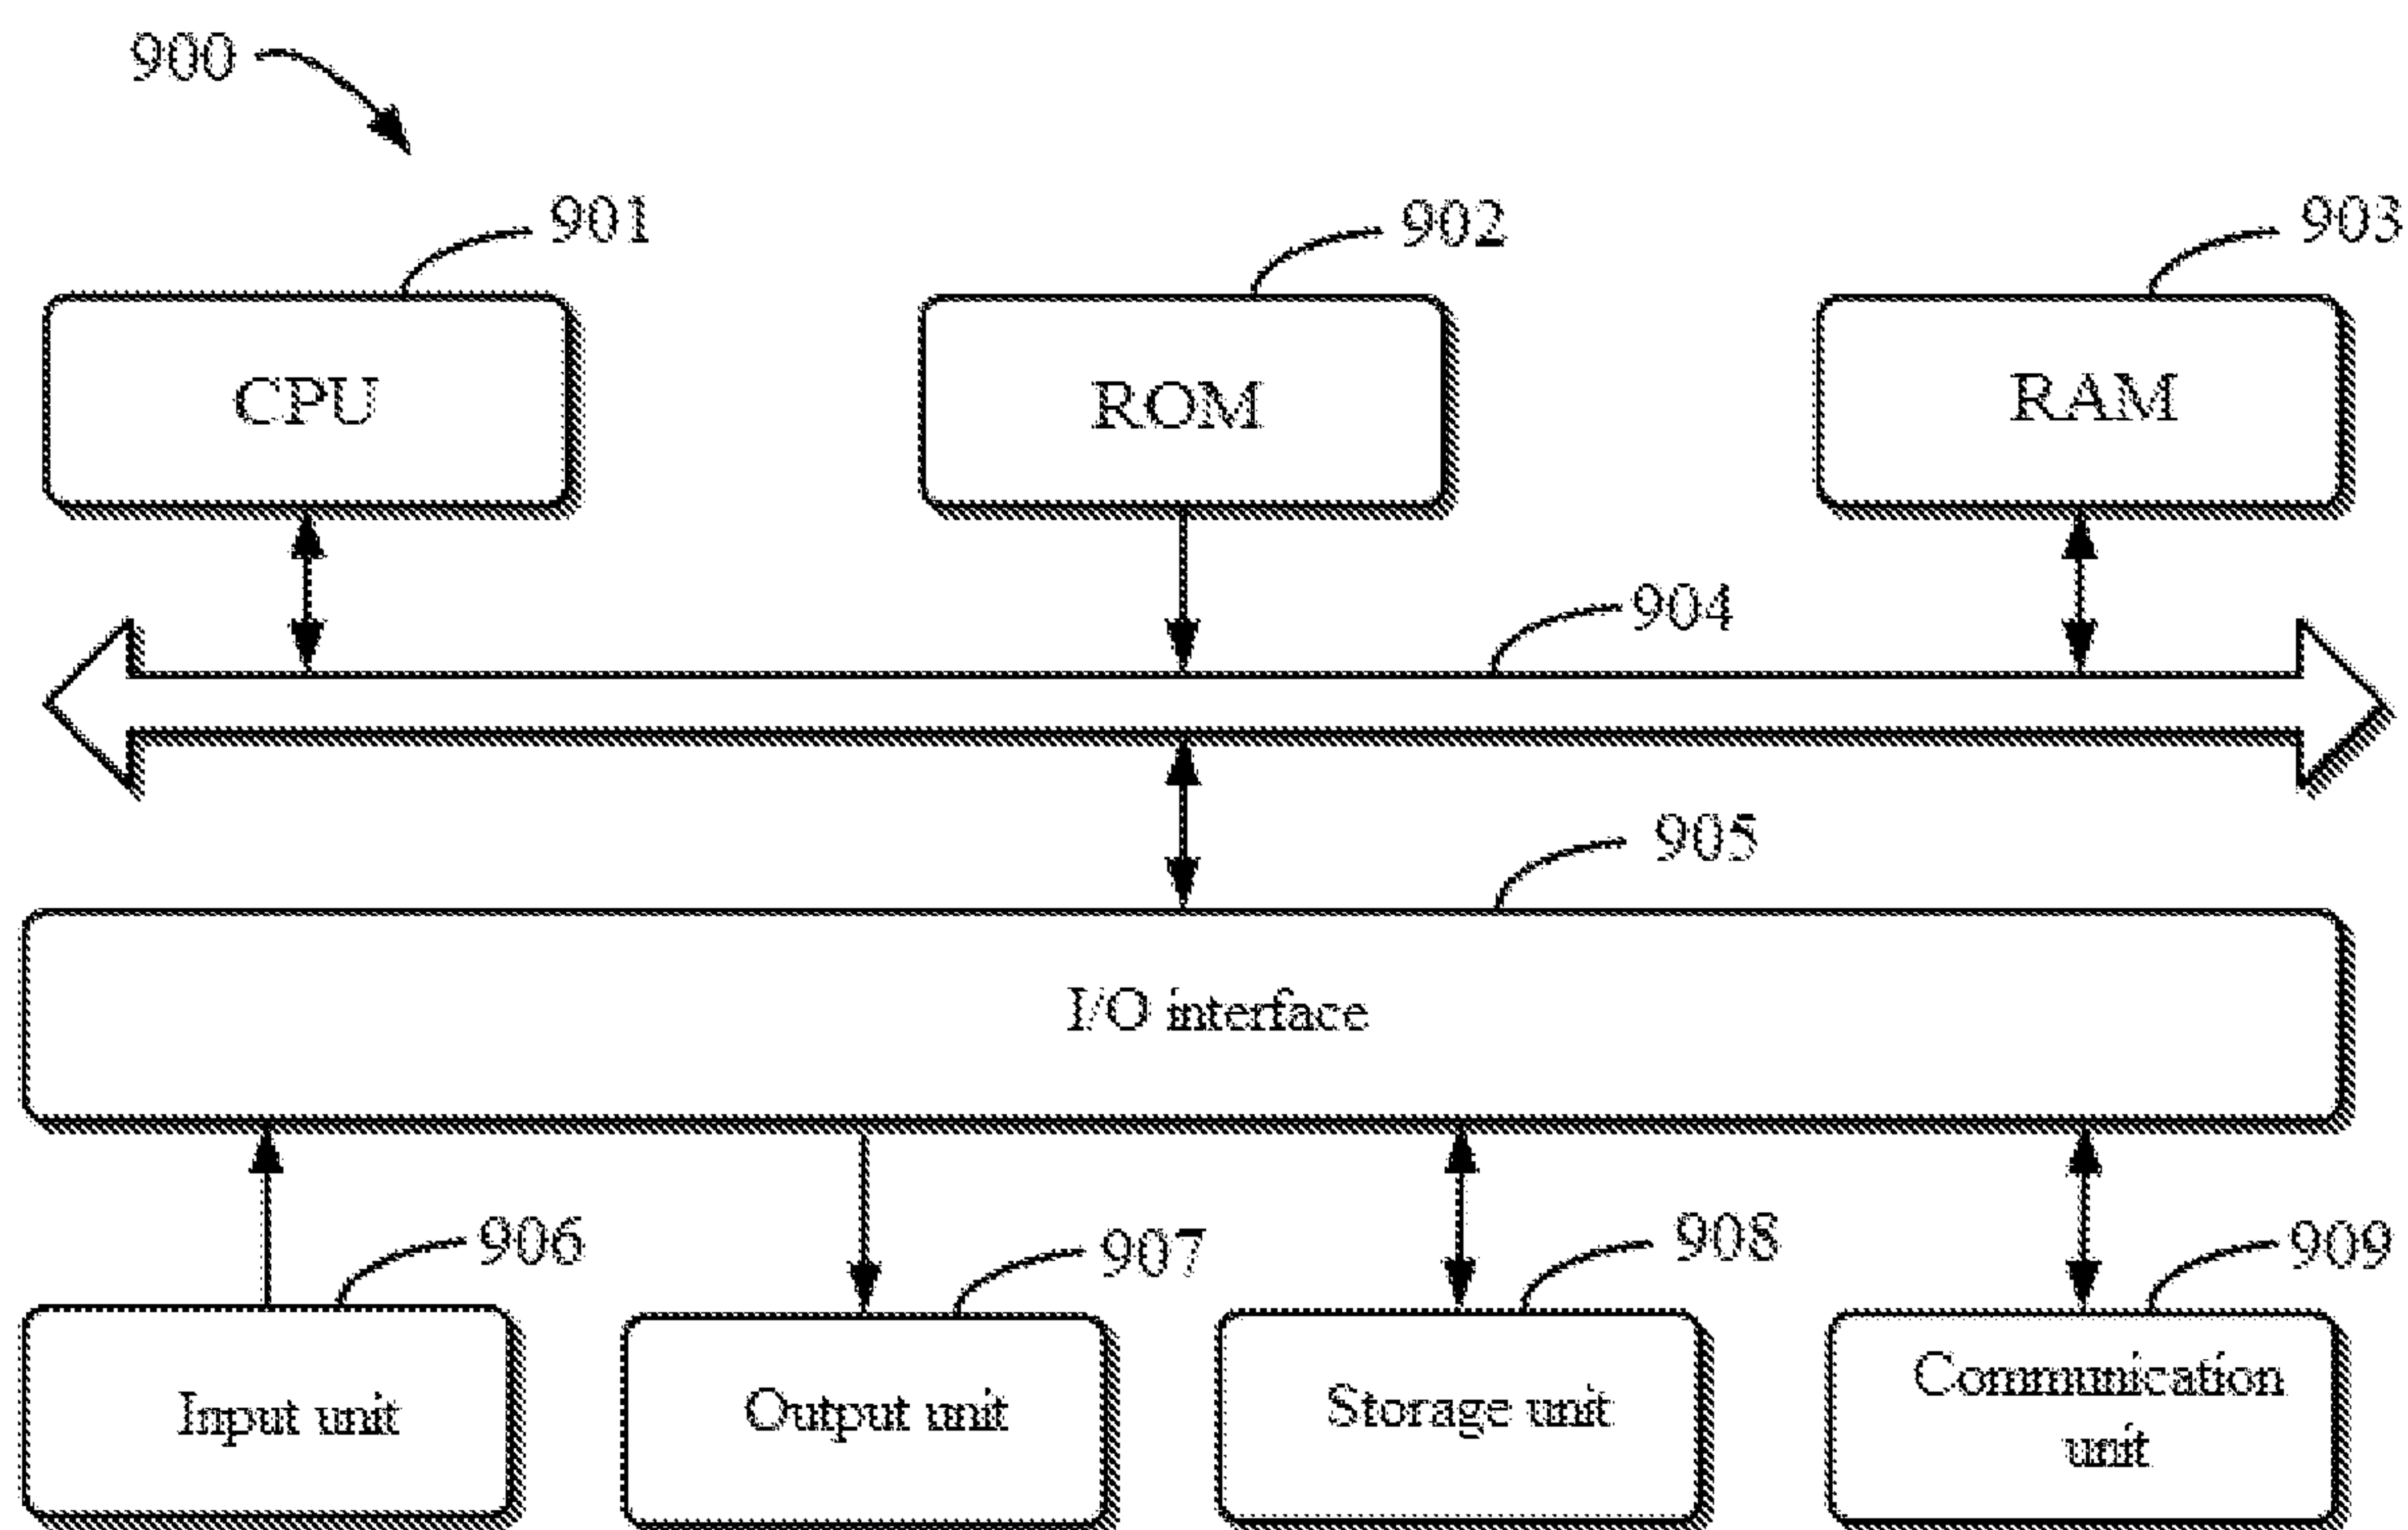 900
901
902
903
CPU
ROM
RAM
904
905
I/O interface
906
907
908
909
Input unit
Output unit
Storage unit
Communication
unit